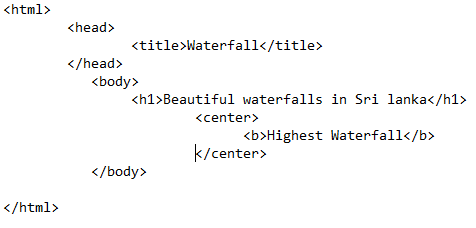 <html>
<head>
<title>Waterfall</title>
</head>
<body>
<h1>Beautiful waterfalls in Sri lanka</h1>
<center>
<b>Highest Waterfall</b>
</center>
</body>
</html>